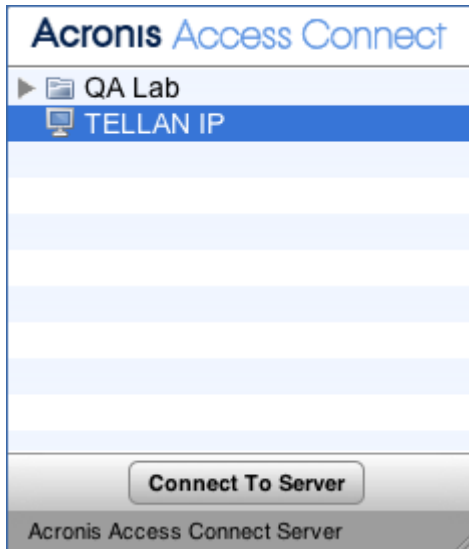 Acronis Access Connect
QA Lab
TELLAN IP
Connect To Server
Acronis Access Connect Server